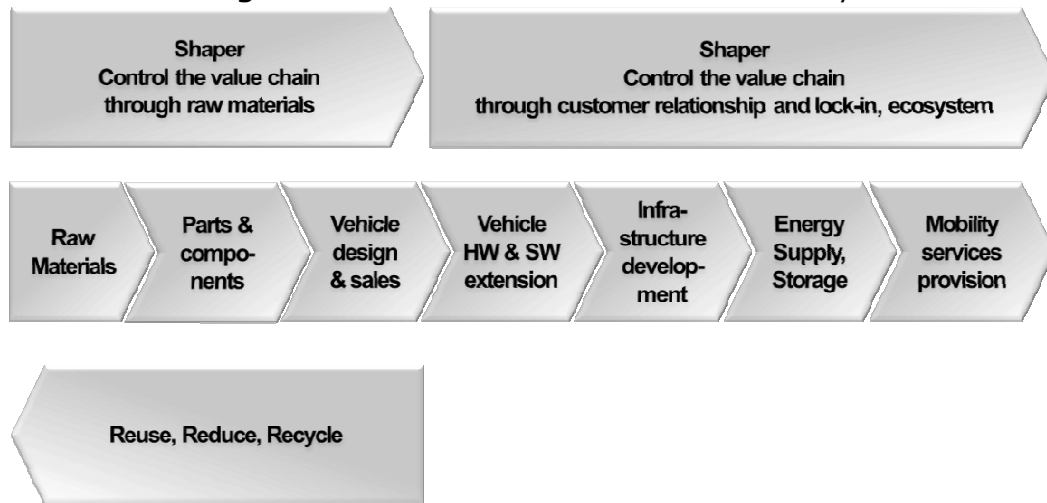 Shaper
Control the value chain
through raw materials
Shaper
Control the value chain
through customer relationship and lock-in, ecosystem
Raw
Materials
Parts &
compo-
nents
Vehicle
design
& sales
Vehicle
HW & SW
extension
Infra-
structure
develop-
ment
Energy
Supply,
Storage
Mobility
services
provision
Reuse, Reduce, Recycle